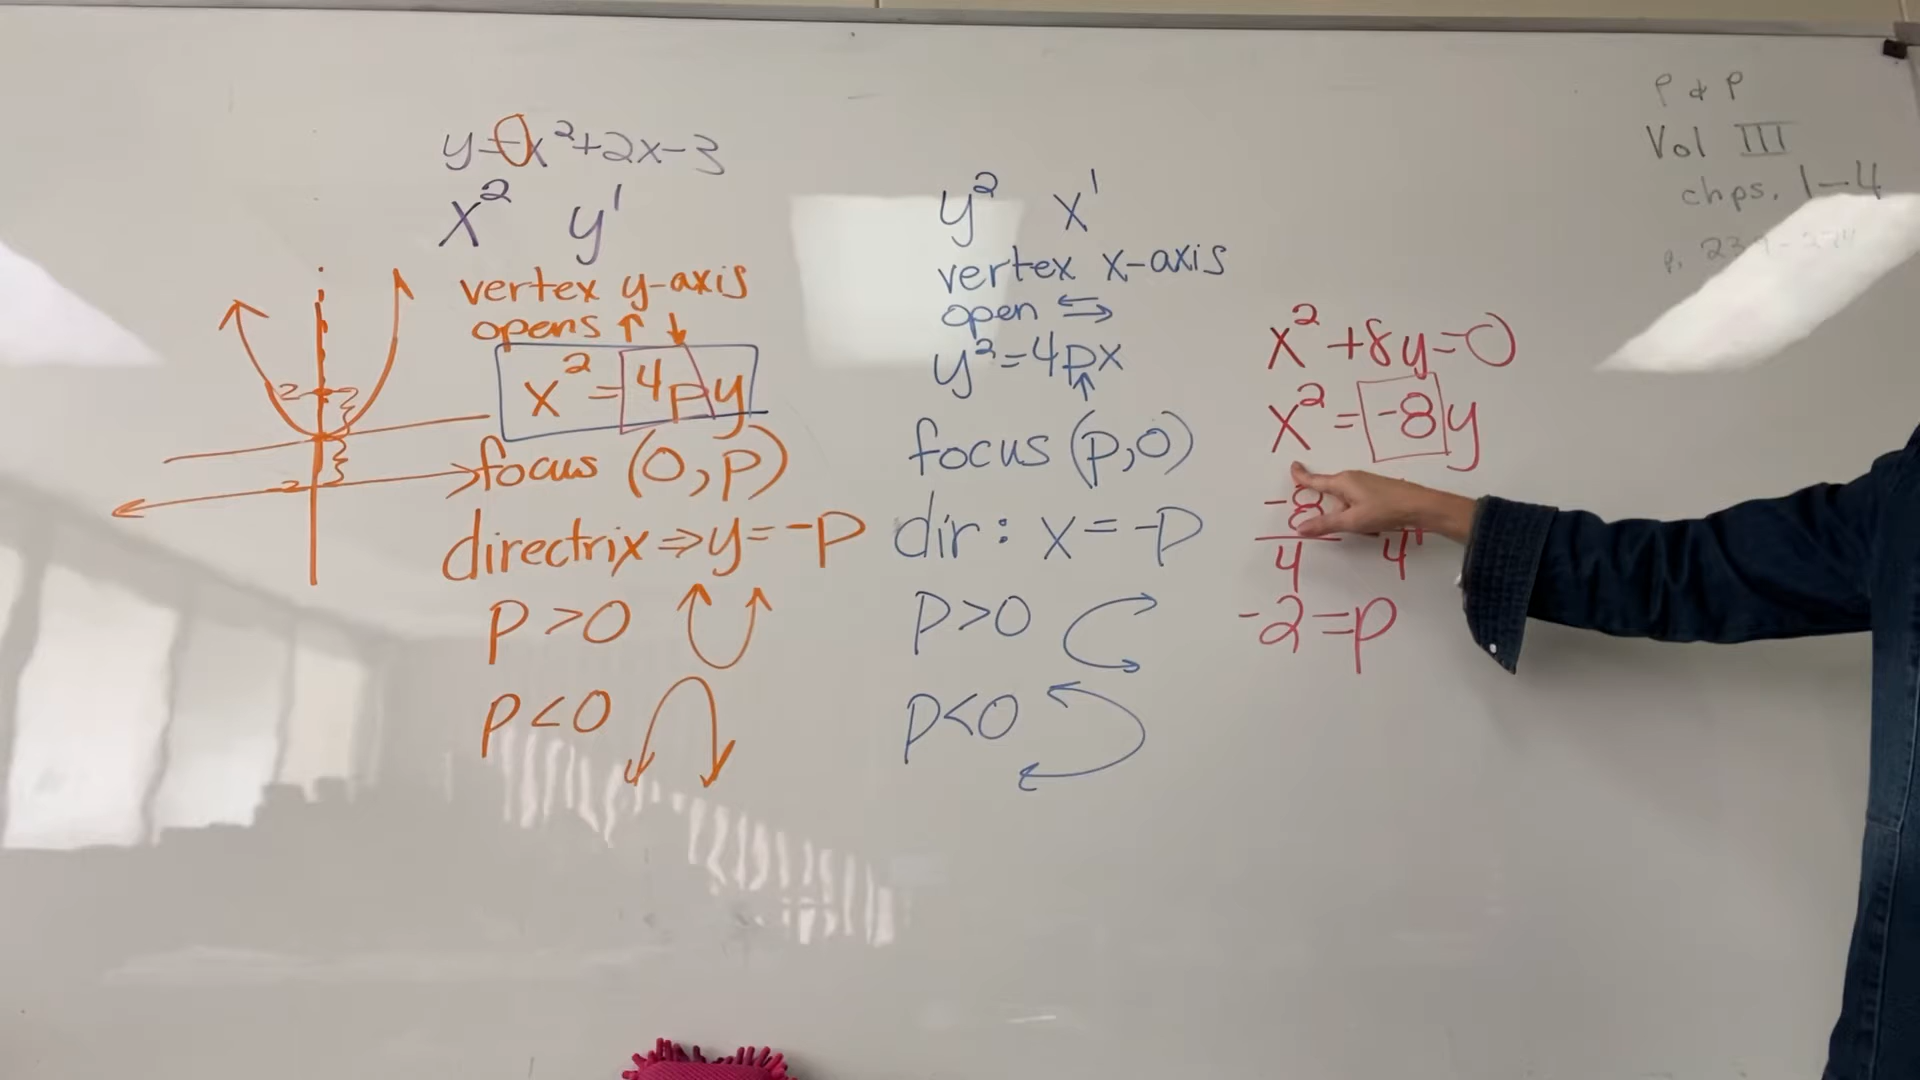 y=x²+2x-3
x² y¹
vertex y-axis
opens ↑ ↓
x²=4py
focus (0,p)
directrix⇒y=-p
p>0
p<0
2
-2
y² x¹
vertex x-axis
open ⇆
y²=4px
↑
focus (p,0)
dir: x=-p
p>0
p<0
x²+8y=0
x²=-8y
-8
4 4
-2=p
P & P
Vol III
chps. 1-4
p.